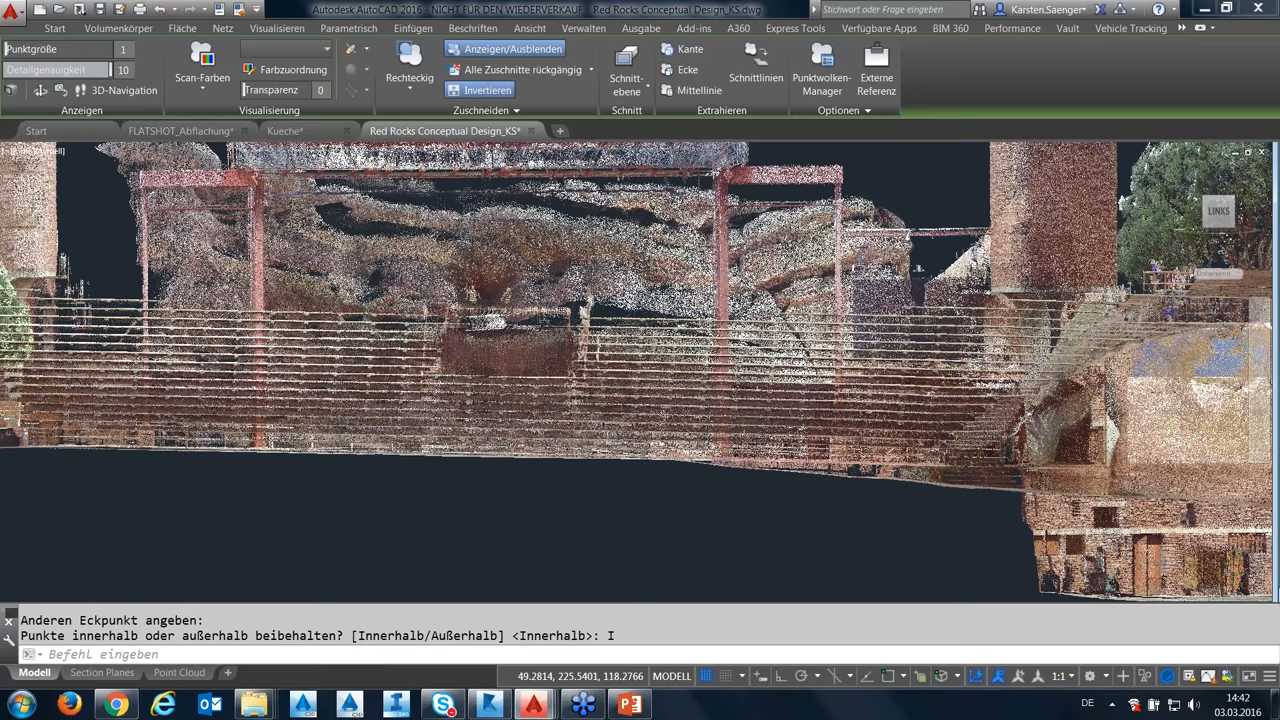 Autodesk AutoCAD 2016 - NICHT FÜR DEN WIEDERVERKAUF Red Rocks Conceptual Design_KS.dwg
Stichwort oder Frage eingeben
Karsten.Saenger
Start Volumenkörper Fläche Netz Visualisieren Parametrisch Einfügen Beschriften Ansicht Verwalten Ausgabe Add-ins A360 Express Tools Verfügbare Apps BIM 360 Performance Vault Vehicle Tracking
Punktgröße 1
Detailgenauigkeit 10
3D-Navigation
Anzeigen
Scan-Farben
Farbzuordnung
Transparenz 0
Visualisierung
Rechteckig
Anzeigen/Ausblenden
Alle Zuschnitte rückgängig
Invertieren
Zuschneiden
Schnitt-
ebene
Schnitt
Kante
Ecke
Mittellinie
Schnittlinien
Extrahieren
Punktwolken-
Manager
Externe
Referenz
Optionen
Start FLATSHOT_Abflachung* Kueche* Red Rocks Conceptual Design_KS*
LINKS
Unbenannt
Anderen Eckpunkt angeben:
Punkte innerhalb oder außerhalb beibehalten? [Innerhalb/Außerhalb] <Innerhalb>: I
Befehl eingeben
Modell Section Planes Point Cloud
49.2814, 225.5401, 118.2766 MODELL
1:1
DE
14:42
03.03.2016